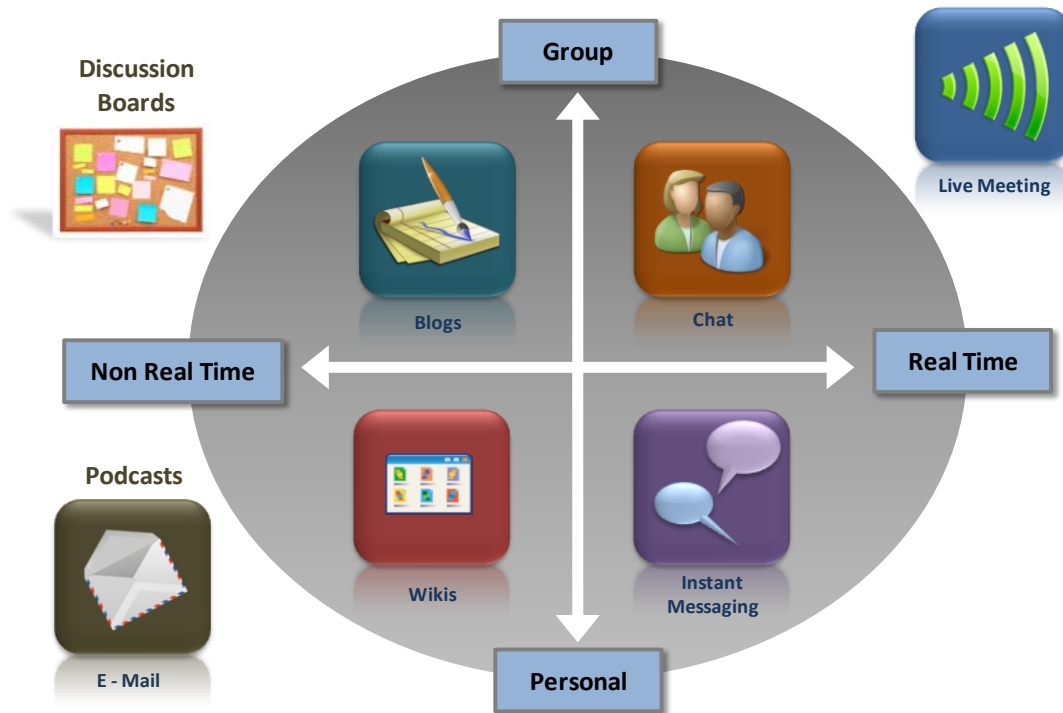 Group
Discussion
Boards
Live Meeting
Blogs
Chat
Non Real Time
Real Time
Podcasts
Wikis
Instant
Messaging
E - Mail
Personal